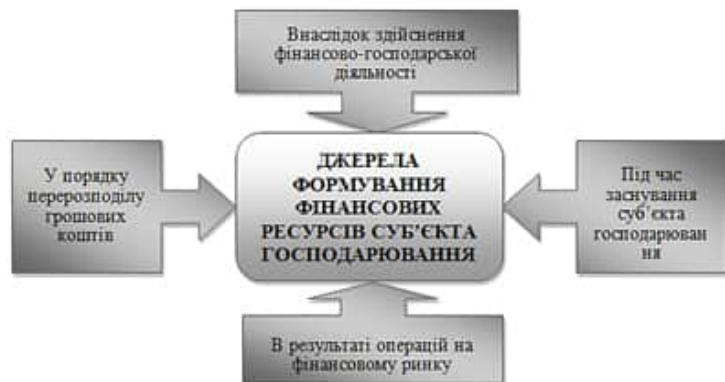 Внаслідок здійснення
фінансово-господарської
діяльності
У порядку
перерозподілу
грошових
коштів
ДЖЕРЕЛА
ФОРМУВАННЯ
ФІНАНСОВИХ
РЕСУРСІВ СУБ'ЄКТА
ГОСПОДАРЮВАННЯ
Під час
заснування
суб'єкта
господарюван
ня
В результаті операцій на
фінансовому ринку